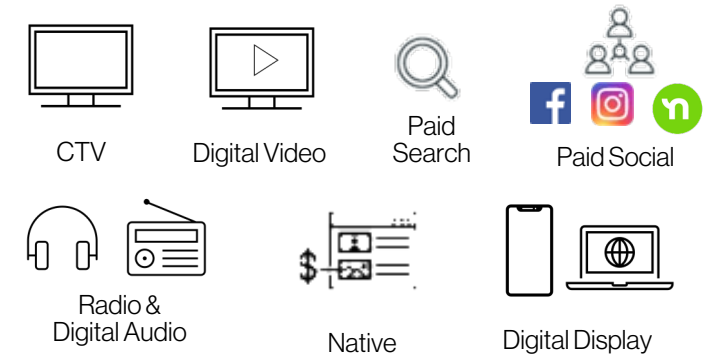 CTV
Digital Video
Paid
Search
Paid Social
Radio &
Digital Audio
Native
Digital Display